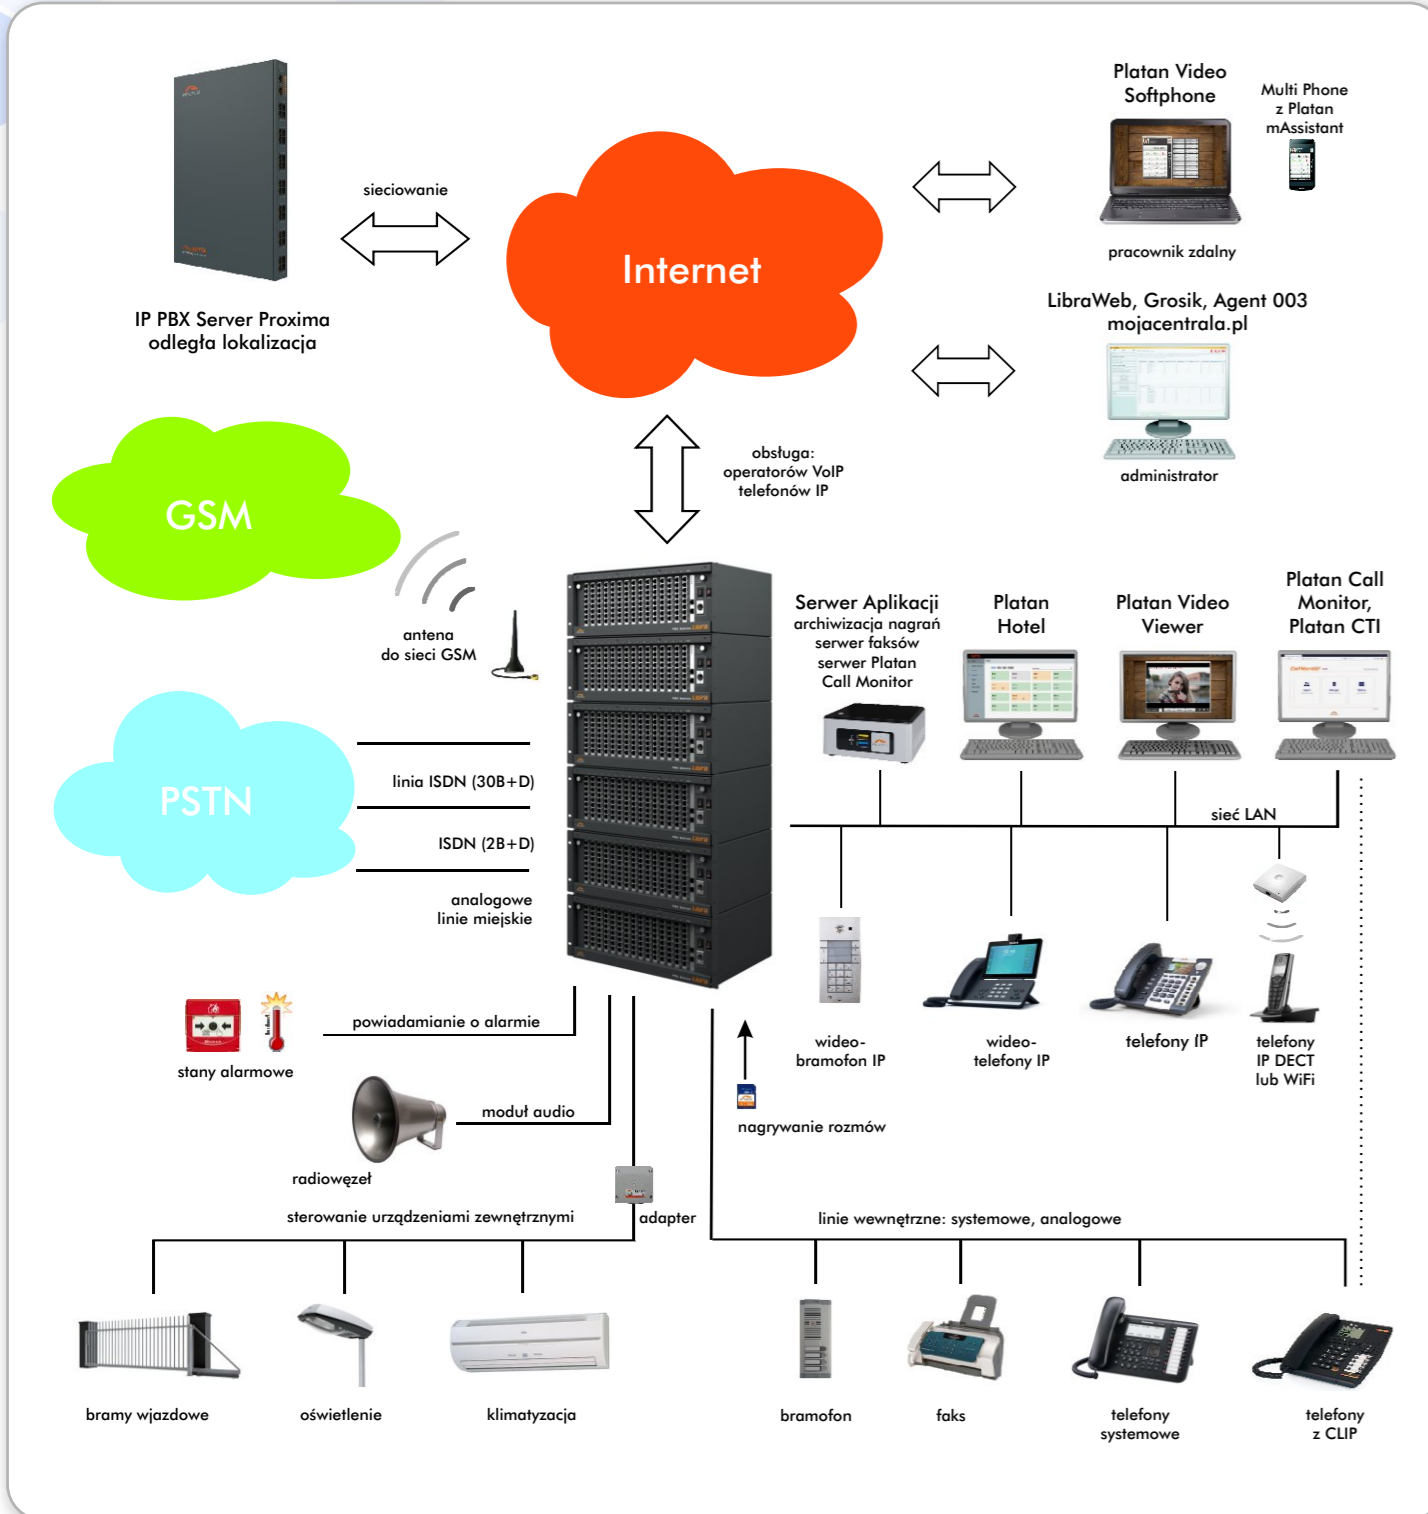 Platan Video
Softphone
Multi Phone
z Platan
mAssistant
sieciowanie
Internet
pracownik zdalny
IP PBX Server Proxima
odległa lokalizacja
LibraWeb, Grosik, Agent 003
mojacentrala.pl
administrator
obsługa:
operatorów VoIP
telefonów IP
GSM
antena
do sieci GSM
Serwer Aplikacji
archiwizacja nagrań
serwer faksów
serwer Platan
Call Monitor
Platan
Hotel
Platan Video
Viewer
Platan Call
Monitor,
Platan CTI
PSTN
linia ISDN (30B+D)
ISDN (2B+D)
analogowe
linie miejskie
sieć LAN
powiadamianie o alarmie
stany alarmowe
wideo-
bramofon IP
wideo-
telefony IP
telefony IP
telefony
IP DECT
lub WiFi
moduł audio
nagrywanie rozmów
radiowęzeł
sterowanie urządzeniami zewnętrznymi
adapter
linie wewnętrzne: systemowe, analogowe
bramy wjazdowe
oświetlenie
klimatyzacja
bramofon
faks
telefony
systemowe
telefony
z CLIP